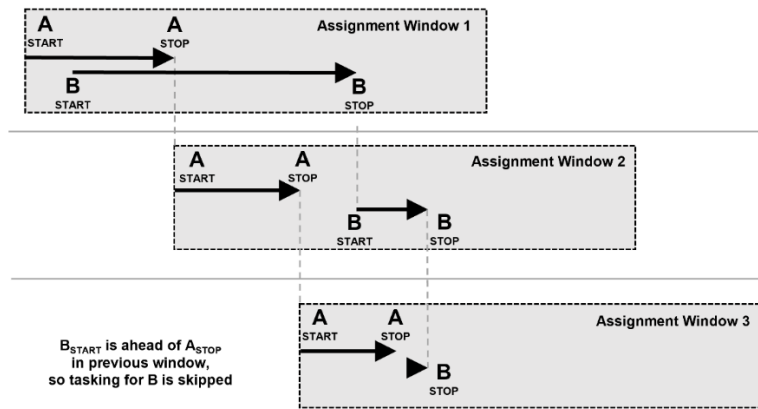 A A Assignment Window 1
START STOP
B B
START STOP
A A Assignment Window 2
START STOP
B B
START STOP
A A Assignment Window 3
START STOP
B
STOP
BSTART is ahead of ASTOP
in previous window,
so tasking for B is skipped